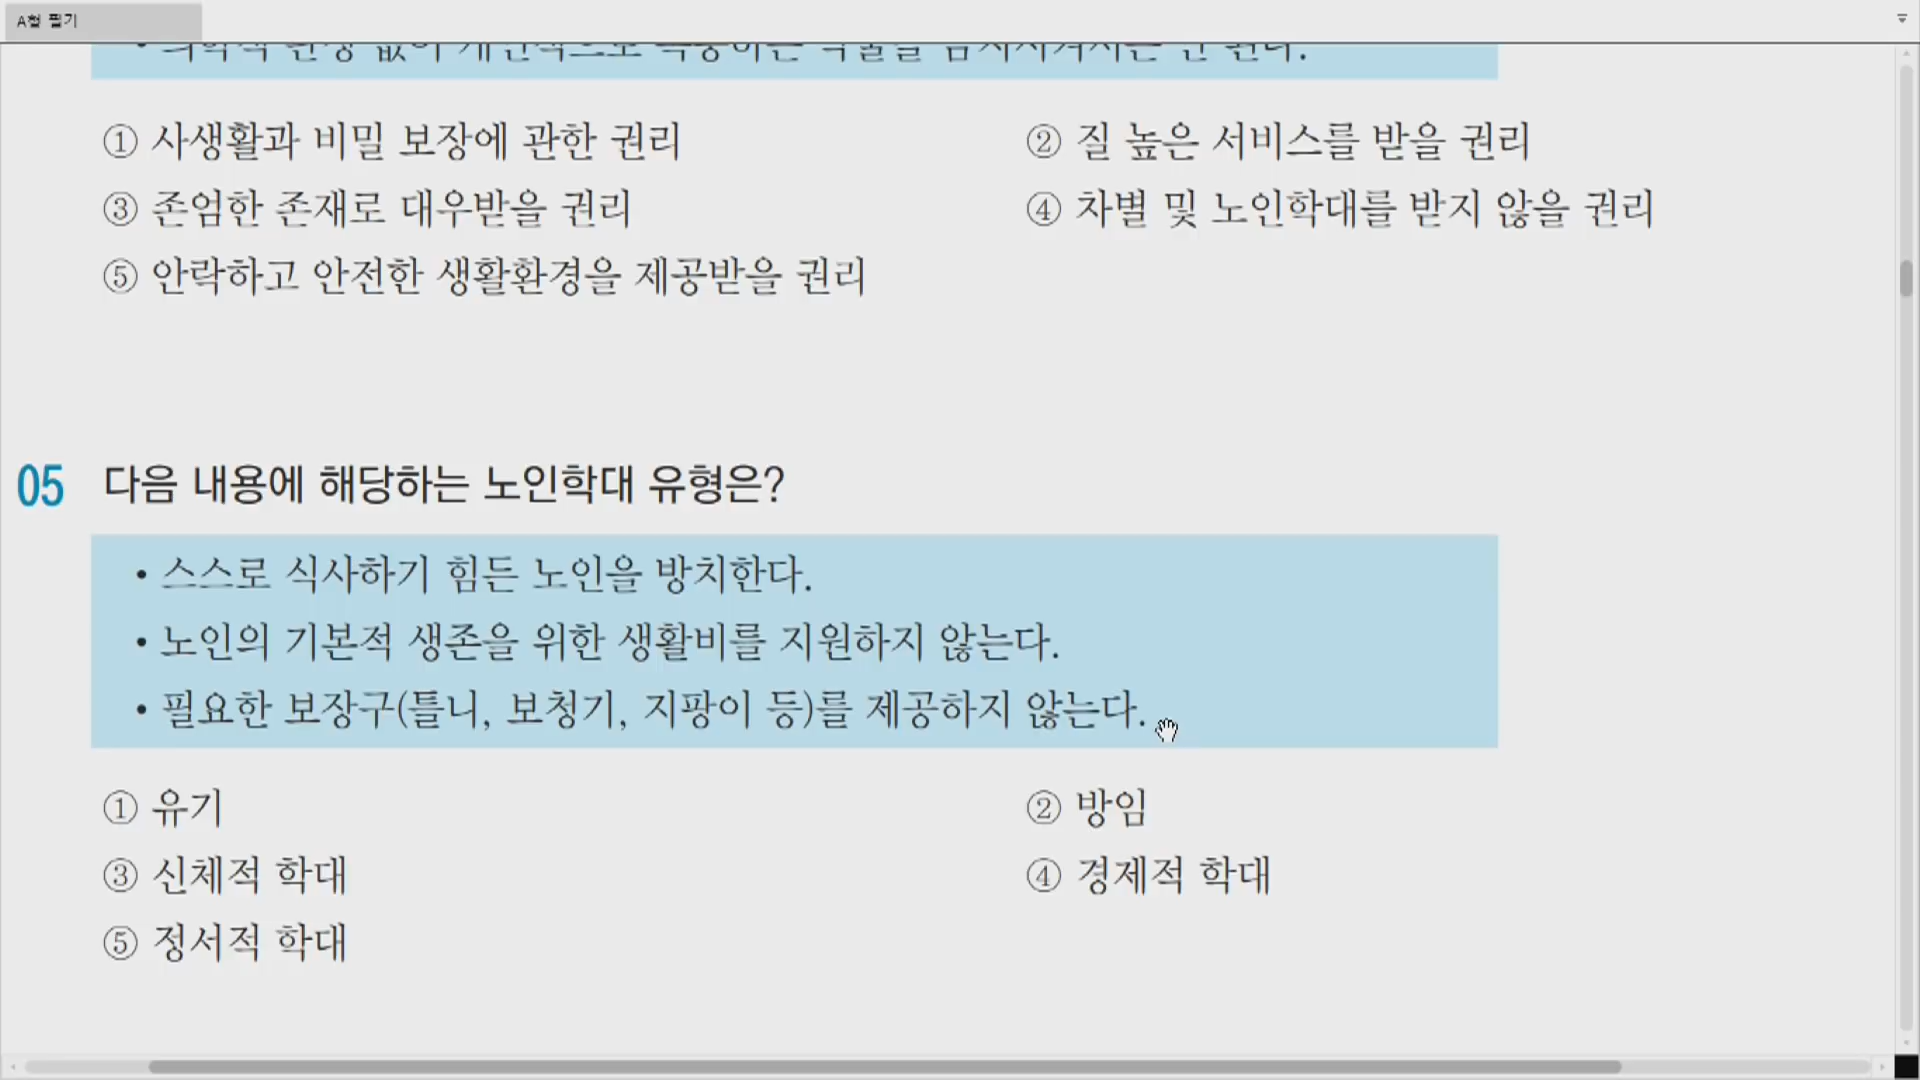 A형 필기
① 사생활과 비밀 보장에 관한 권리
② 질 높은 서비스를 받을 권리
③ 존엄한 존재로 대우받을 권리
④ 차별 및 노인학대를 받지 않을 권리
⑤ 안락하고 안전한 생활환경을 제공받을 권리
05 다음 내용에 해당하는 노인학대 유형은?
• 스스로 식사하기 힘든 노인을 방치한다.
• 노인의 기본적 생존을 위한 생활비를 지원하지 않는다.
• 필요한 보장구(틀니, 보청기, 지팡이 등)를 제공하지 않는다.
① 유기
② 방임
③ 신체적 학대
④ 경제적 학대
⑤ 정서적 학대